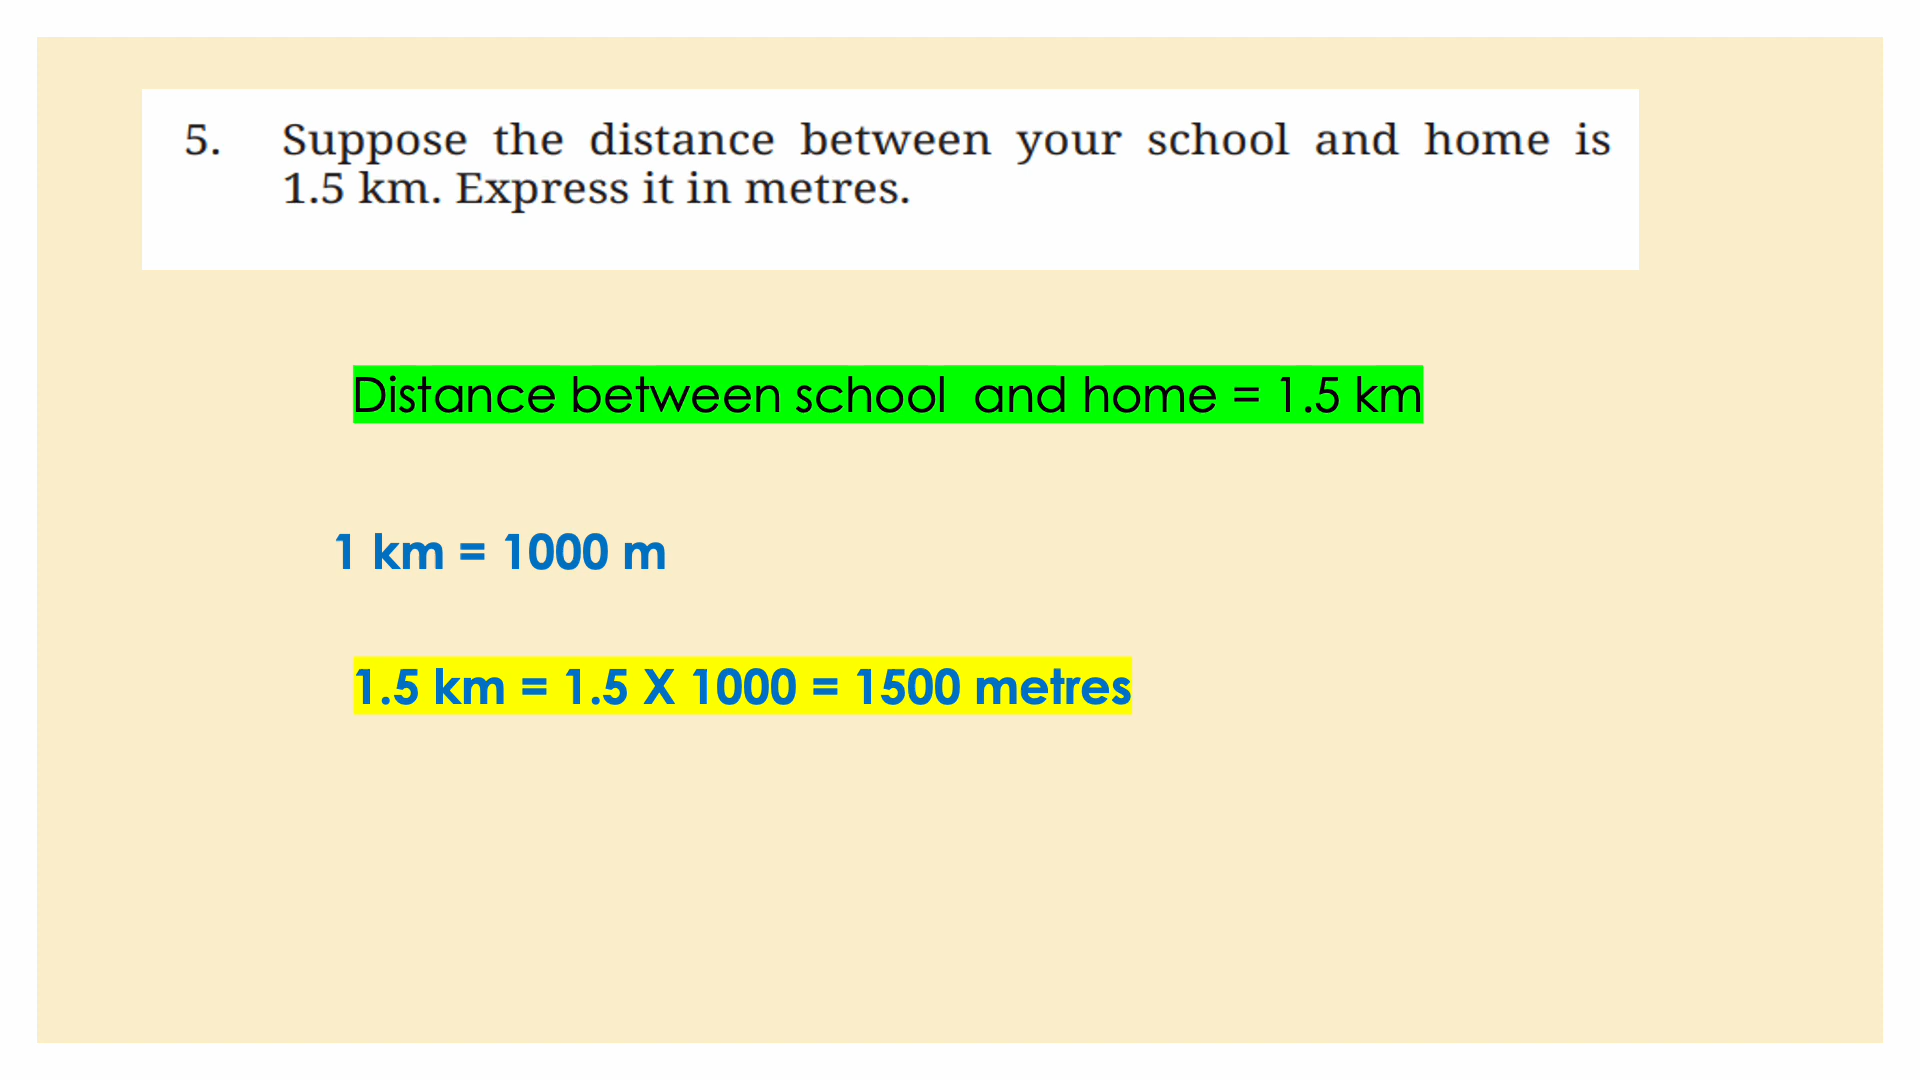 5. Suppose the distance between your school and home is
1.5 km. Express it in metres.
Distance between school and home = 1.5 km
1 km = 1000 m
1.5 km = 1.5 X 1000 = 1500 metres